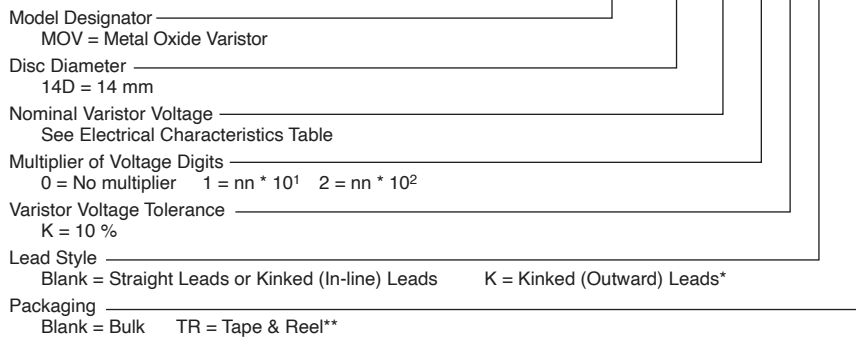 Model Designator
MOV = Metal Oxide Varistor
Disc Diameter
14D = 14 mm
Nominal Varistor Voltage
See Electrical Characteristics Table
Multiplier of Voltage Digits
0 = No multiplier 1 = nn * 10¹ 2 = nn * 10²
Varistor Voltage Tolerance
K = 10 %
Lead Style
Blank = Straight Leads or Kinked (In-line) Leads K = Kinked (Outward) Leads*
Packaging
Blank = Bulk TR = Tape & Reel**